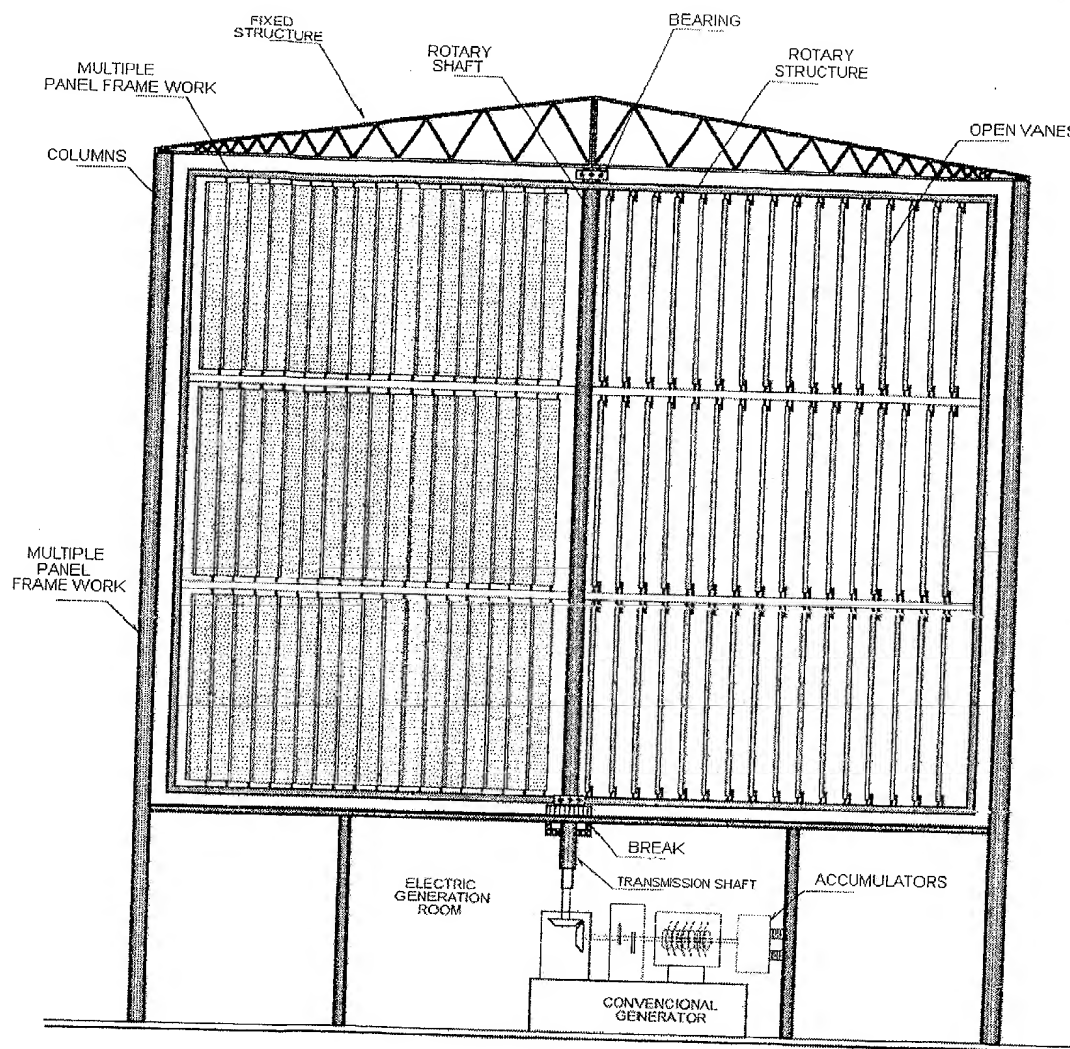 FIXED
STRUCTURE
BEARING
ROTARY
SHAFT
ROTARY
STRUCTURE
MULTIPLE
PANEL FRAME WORK
OPEN VANES
COLUMNS
MULTIPLE
PANEL
FRAME WORK
BREAK
TRANSMISSION SHAFT
ACCUMULATORS
ELECTRIC
GENERATION
ROOM
CONVENCIONAL
GENERATOR